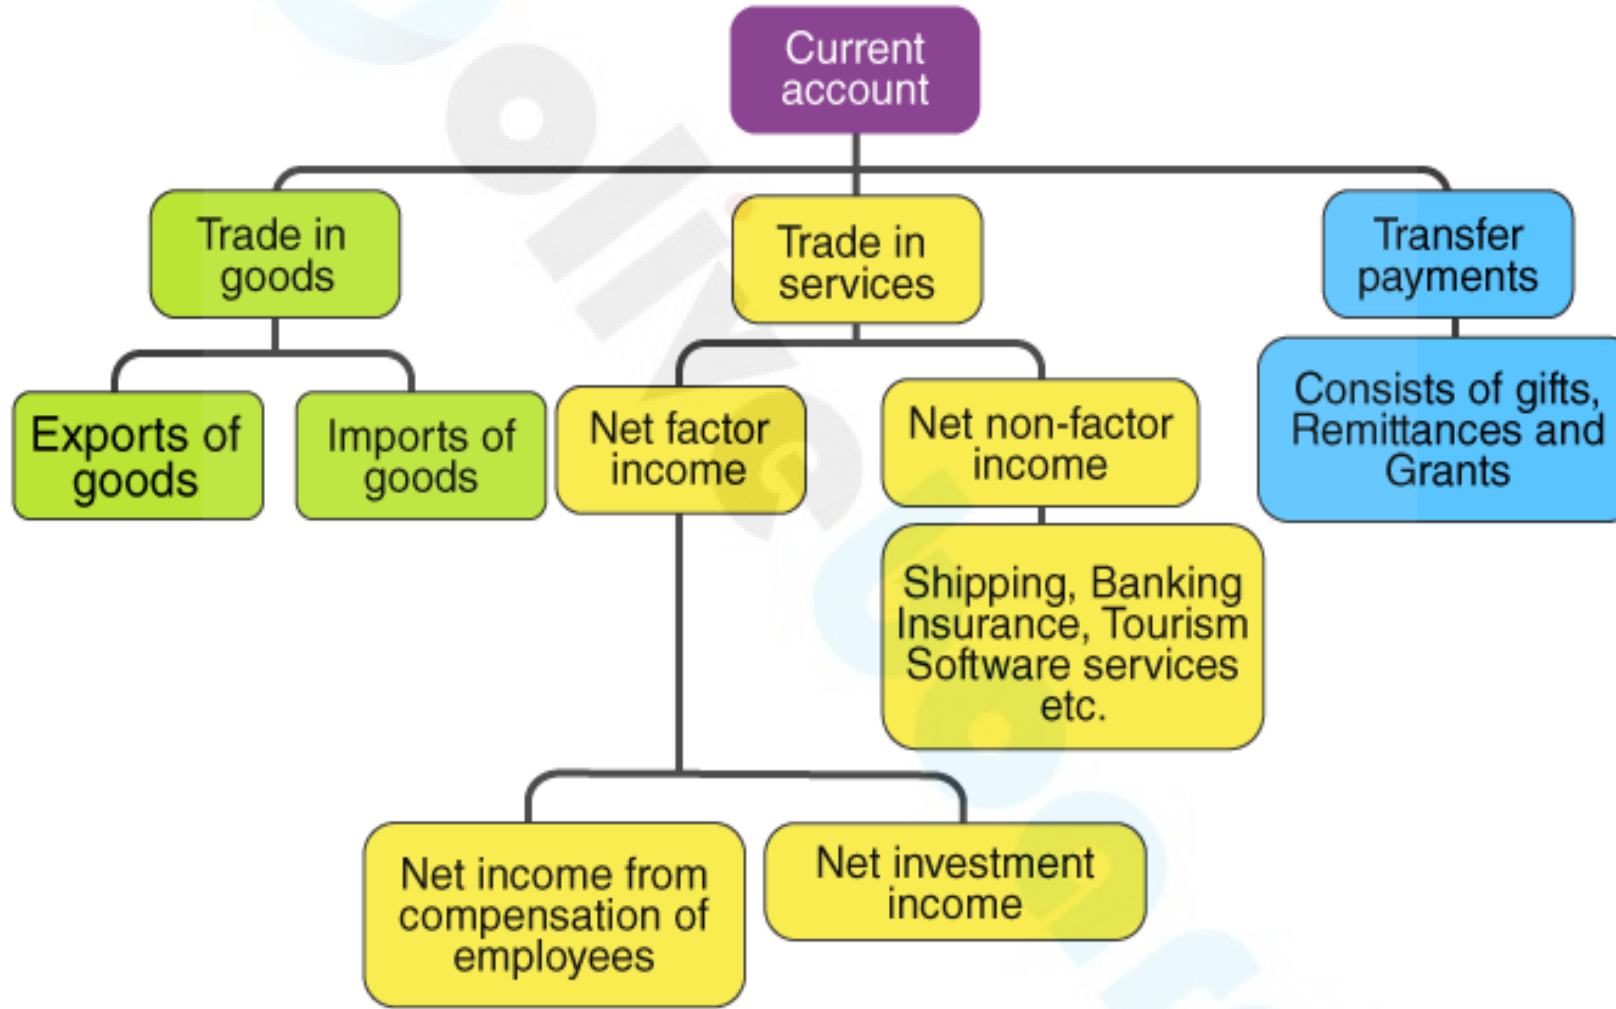 Current
account
Trade in
goods
Trade in
services
Transfer
payments
Exports of
goods
Imports of
goods
Net factor
income
Net non-factor
income
Consists of gifts,
Remittances and
Grants
Shipping, Banking
Insurance, Tourism
Software services
etc.
Net income from
compensation of
employees
Net investment
income